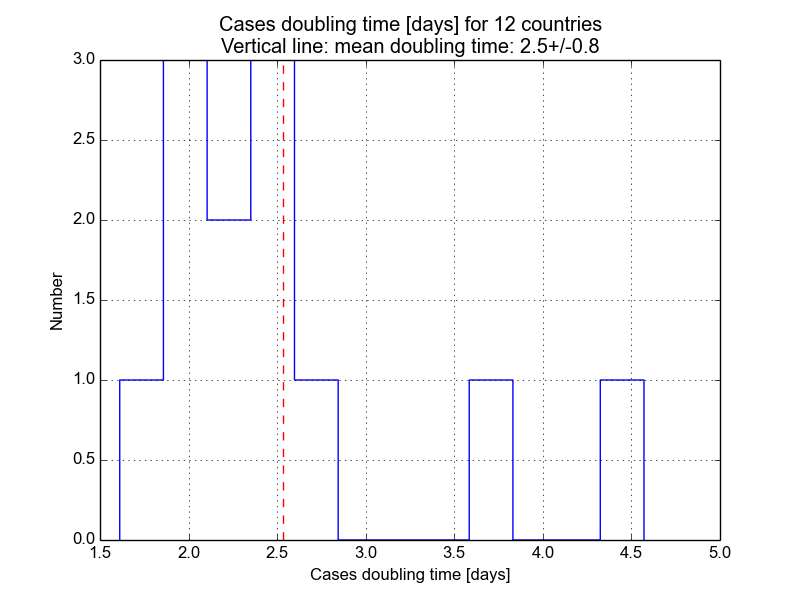 Cases doubling time [days] for 12 countries
Vertical line: mean doubling time: 2.5+/-0.8
3.0
2.5
2.0
1.5
1.0
0.5
0.0
Number
1.5 2.0 2.5 3.0 3.5 4.0 4.5 5.0
Cases doubling time [days]